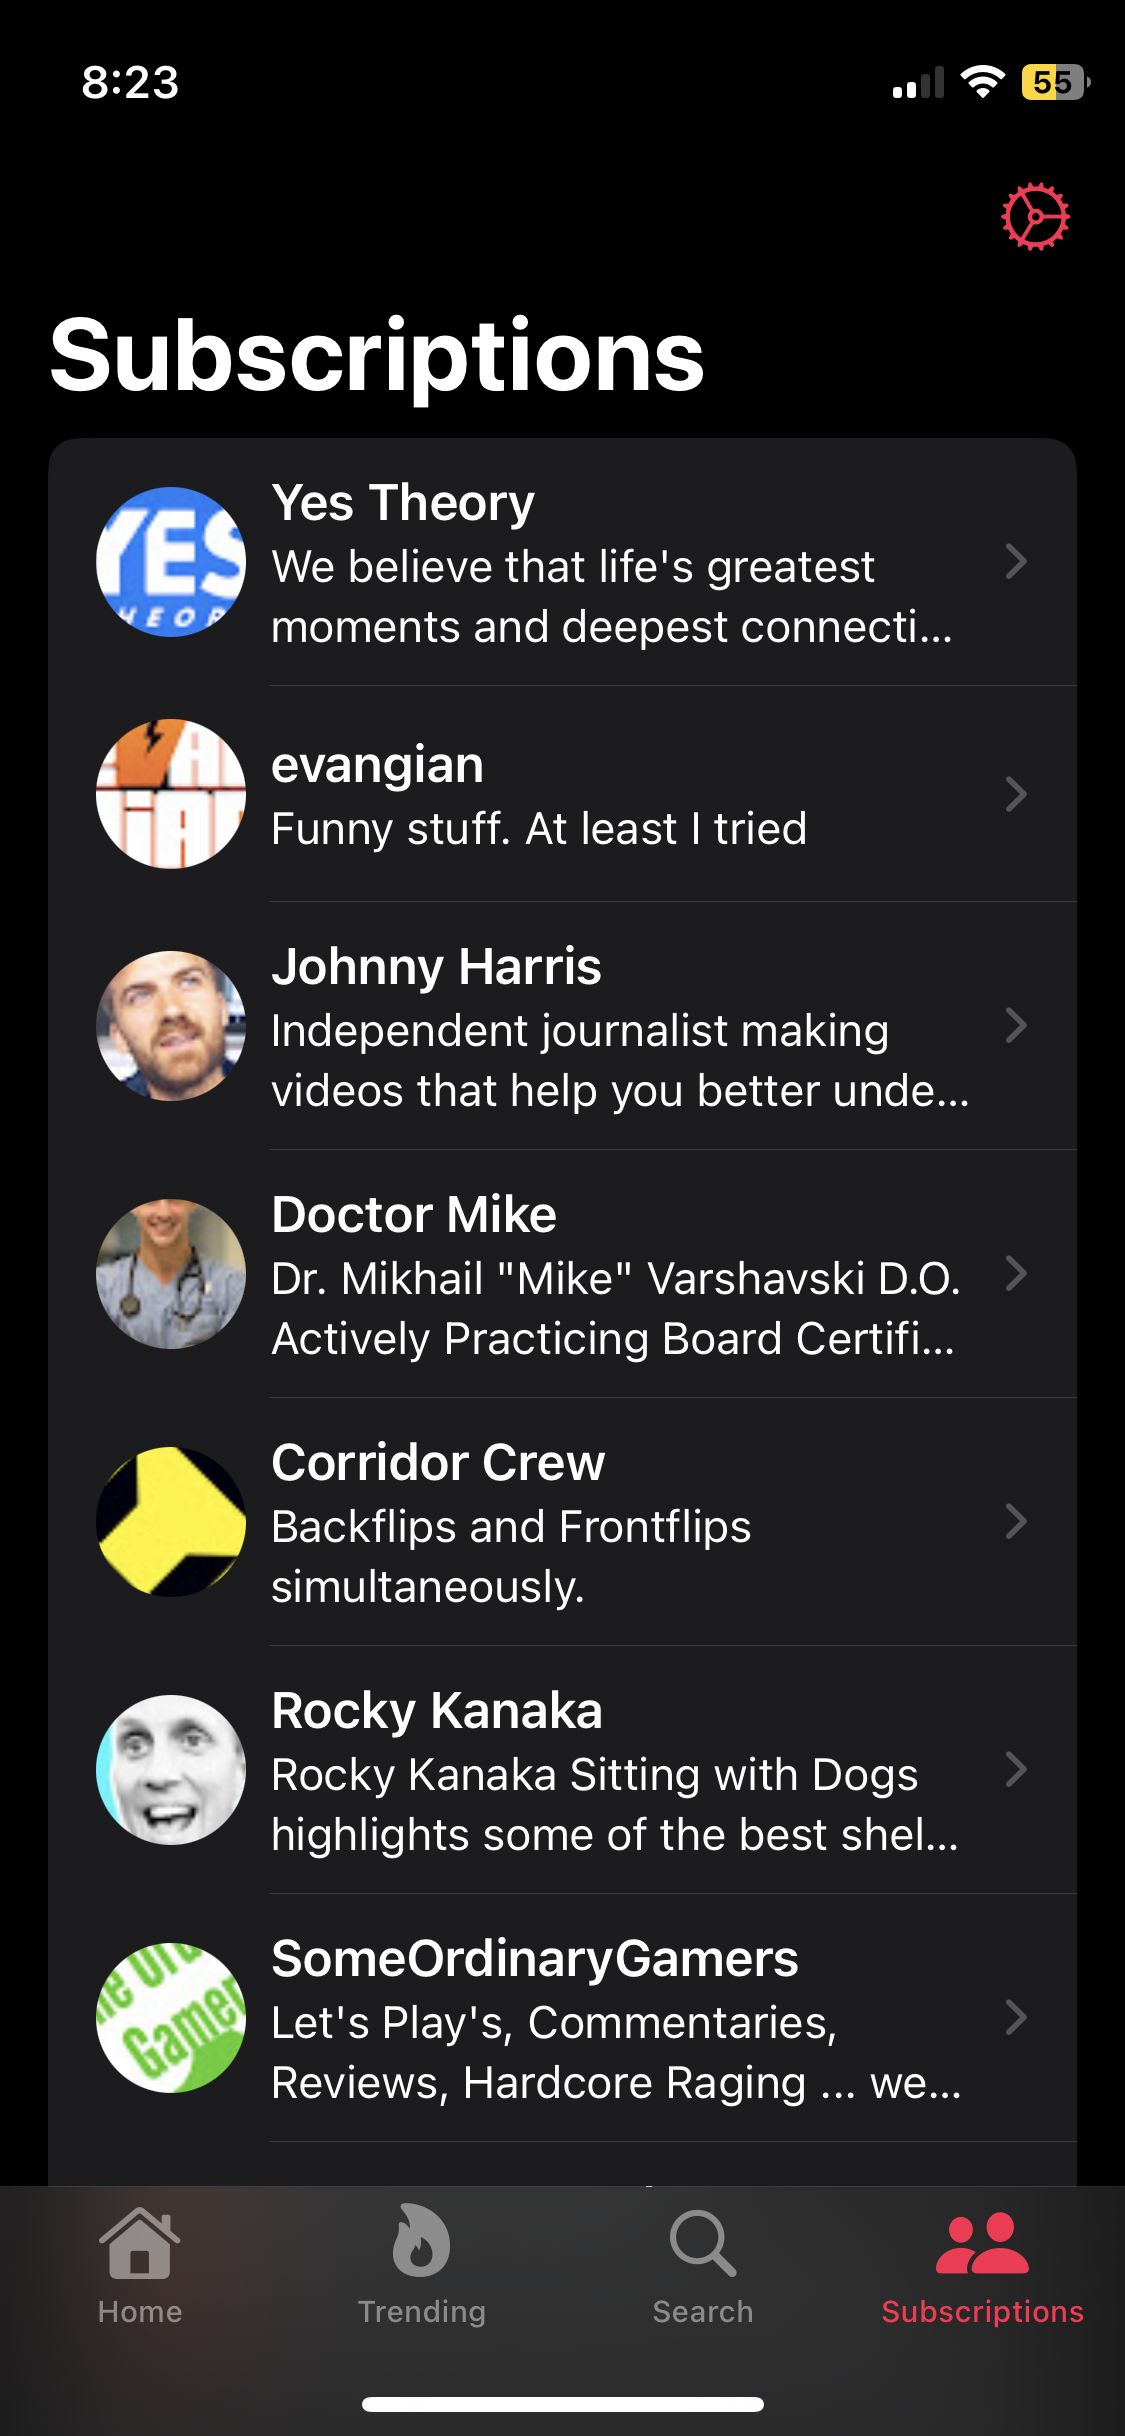 8:23
55
Subscriptions
YES
Yes Theory
We believe that life's greatest
moments and deepest connecti...
evangian
Funny stuff. At least I tried
Johnny Harris
Independent journalist making
videos that help you better unde...
Doctor Mike
Dr. Mikhail "Mike" Varshavski D.O.
Actively Practicing Board Certifi...
Corridor Crew
Backflips and Frontflips
simultaneously.
Rocky Kanaka
Rocky Kanaka Sitting with Dogs
highlights some of the best shel...
SomeOrdinaryGamers
Let's Play's, Commentaries,
Reviews, Hardcore Raging ... we...
Home
Trending
Search
Subscriptions